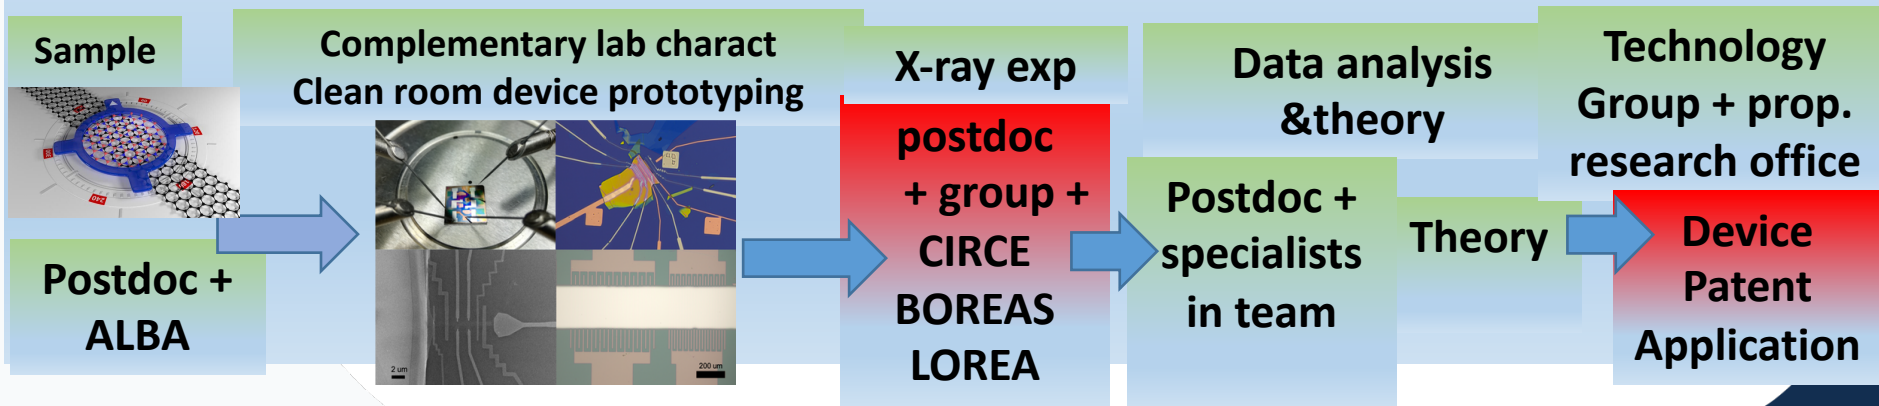 Sample
Postdoc +
ALBA
Complementary lab charact
Clean room device prototyping
2 um
200 um
X-ray exp
postdoc
+ group +
CIRCE
BOREAS
LOREA
Data analysis
&theory
Postdoc +
specialists
in team
Theory
Technology
Group + prop.
research office
Device
Patent
Application